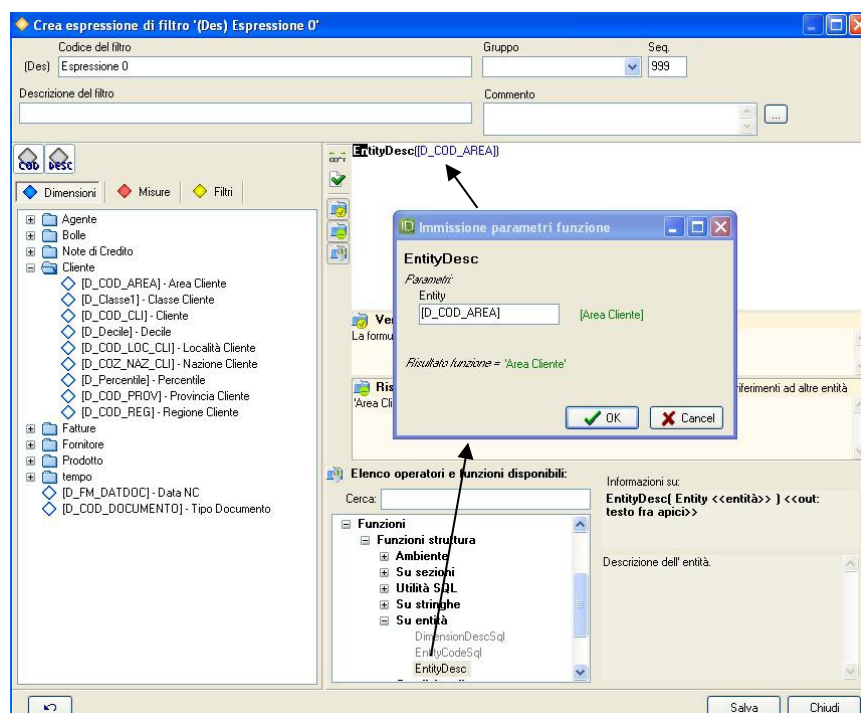 Crea espressione di filtro '(Des) Espressione 0'
Codice del filtro
Gruppo
Seq.
(Des)
Espressione 0
999
Descrizione del filtro
Commento
...
COD
DESC
Dimensioni
Misure
Filtri
Agente
Bolle
Note di Credito
Cliente
[D_COD_AREA] - Area Cliente
[D_Classe1] - Classe Cliente
[D_COD_CLI] - Cliente
[D_Decile] - Decile
[D_COD_LOC_CLI] - Località Cliente
[D_COZ_NAZ_CLI] - Nazione Cliente
[D_Percentile] - Percentile
[D_COD_PROV] - Provincia Cliente
[D_COD_REG] - Regione Cliente
Fatture
Fornitore
Prodotto
tempo
[D_FM_DATDOC] - Data NC
[D_COD_DOCUMENTO] - Tipo Documento
EntityDesc([D_COD_AREA])
Immissione parametri funzione
EntityDesc
Parametri:
Entity
[D_COD_AREA]
[Area Cliente]
Risultato funzione = 'Area Cliente'
OK
Cancel
Ve
La formu
Ris
riferimenti ad altre entità
'Area Cli
Elenco operatori e funzioni disponibili:
Cerca:
Funzioni
Funzioni struttura
Ambiente
Su sezioni
Utilità SQL
Su stringhe
Su entità
DimensionDescSql
EntityCodeSql
EntityDesc
Informazioni su:
EntityDesc( Entity <<entità>> ) <<out:
testo fra apici>>
Descrizione dell' entità.
Salva
Chiudi